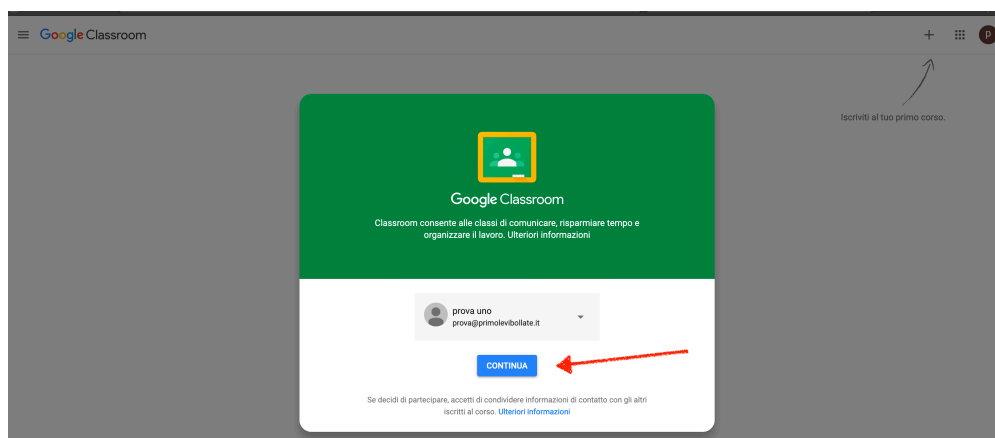 Google Classroom
P
Iscriviti al tuo primo corso.
Google Classroom
Classroom consente alle classi di comunicare, risparmiare tempo e
organizzare il lavoro. Ulteriori informazioni
prova uno
prova@primolevibollate.it
CONTINUA
Se decidi di partecipare, accetti di condividere informazioni di contatto con gli altri
iscritti al corso. Ulteriori informazioni